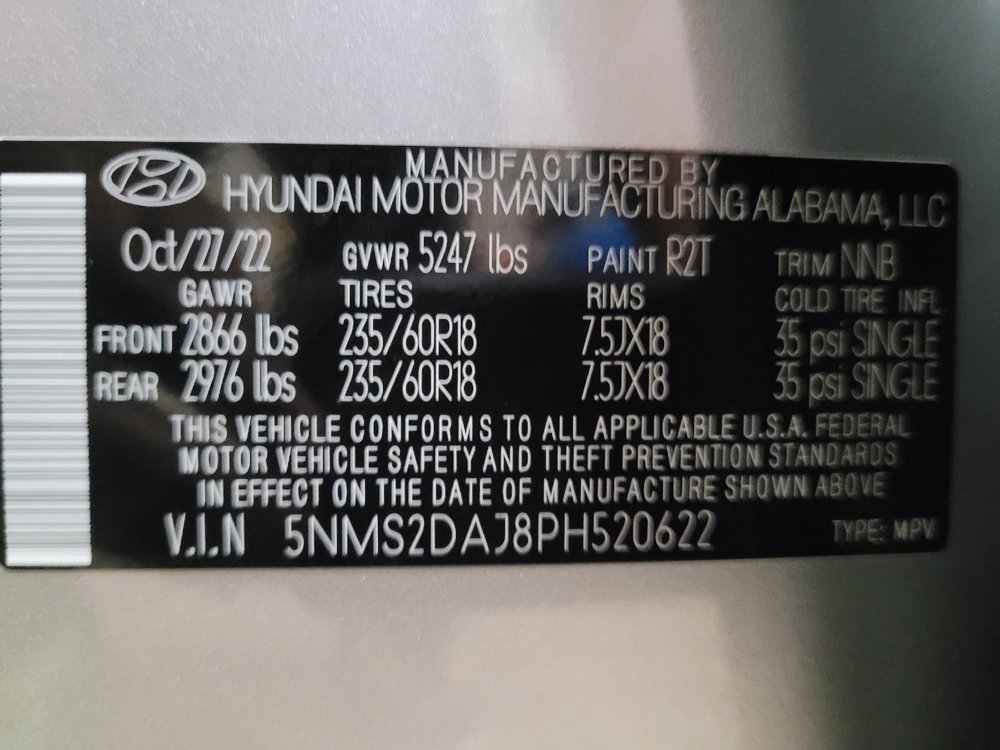 MANUFACTURED BY
HYUNDAI MOTOR MANUFACTURING ALABAMA, LLC
Oct/27/22 GVWR 5247 lbs PAINT R2T TRIM NNB
GAWR TIRES RIMS COLD TIRE INFL
FRONT 2866 lbs 235/60R18 7.5JX18 35 psi SINGLE
REAR 2976 lbs 235/60R18 7.5JX18 35 psi SINGLE
THIS VEHICLE CONFORMS TO ALL APPLICABLE U.S.A. FEDERAL
MOTOR VEHICLE SAFETY AND THEFT PREVENTION STANDARDS
IN EFFECT ON THE DATE OF MANUFACTURE SHOWN ABOVE
V.I.N 5NMS2DAJ8PH520622 TYPE: MPV